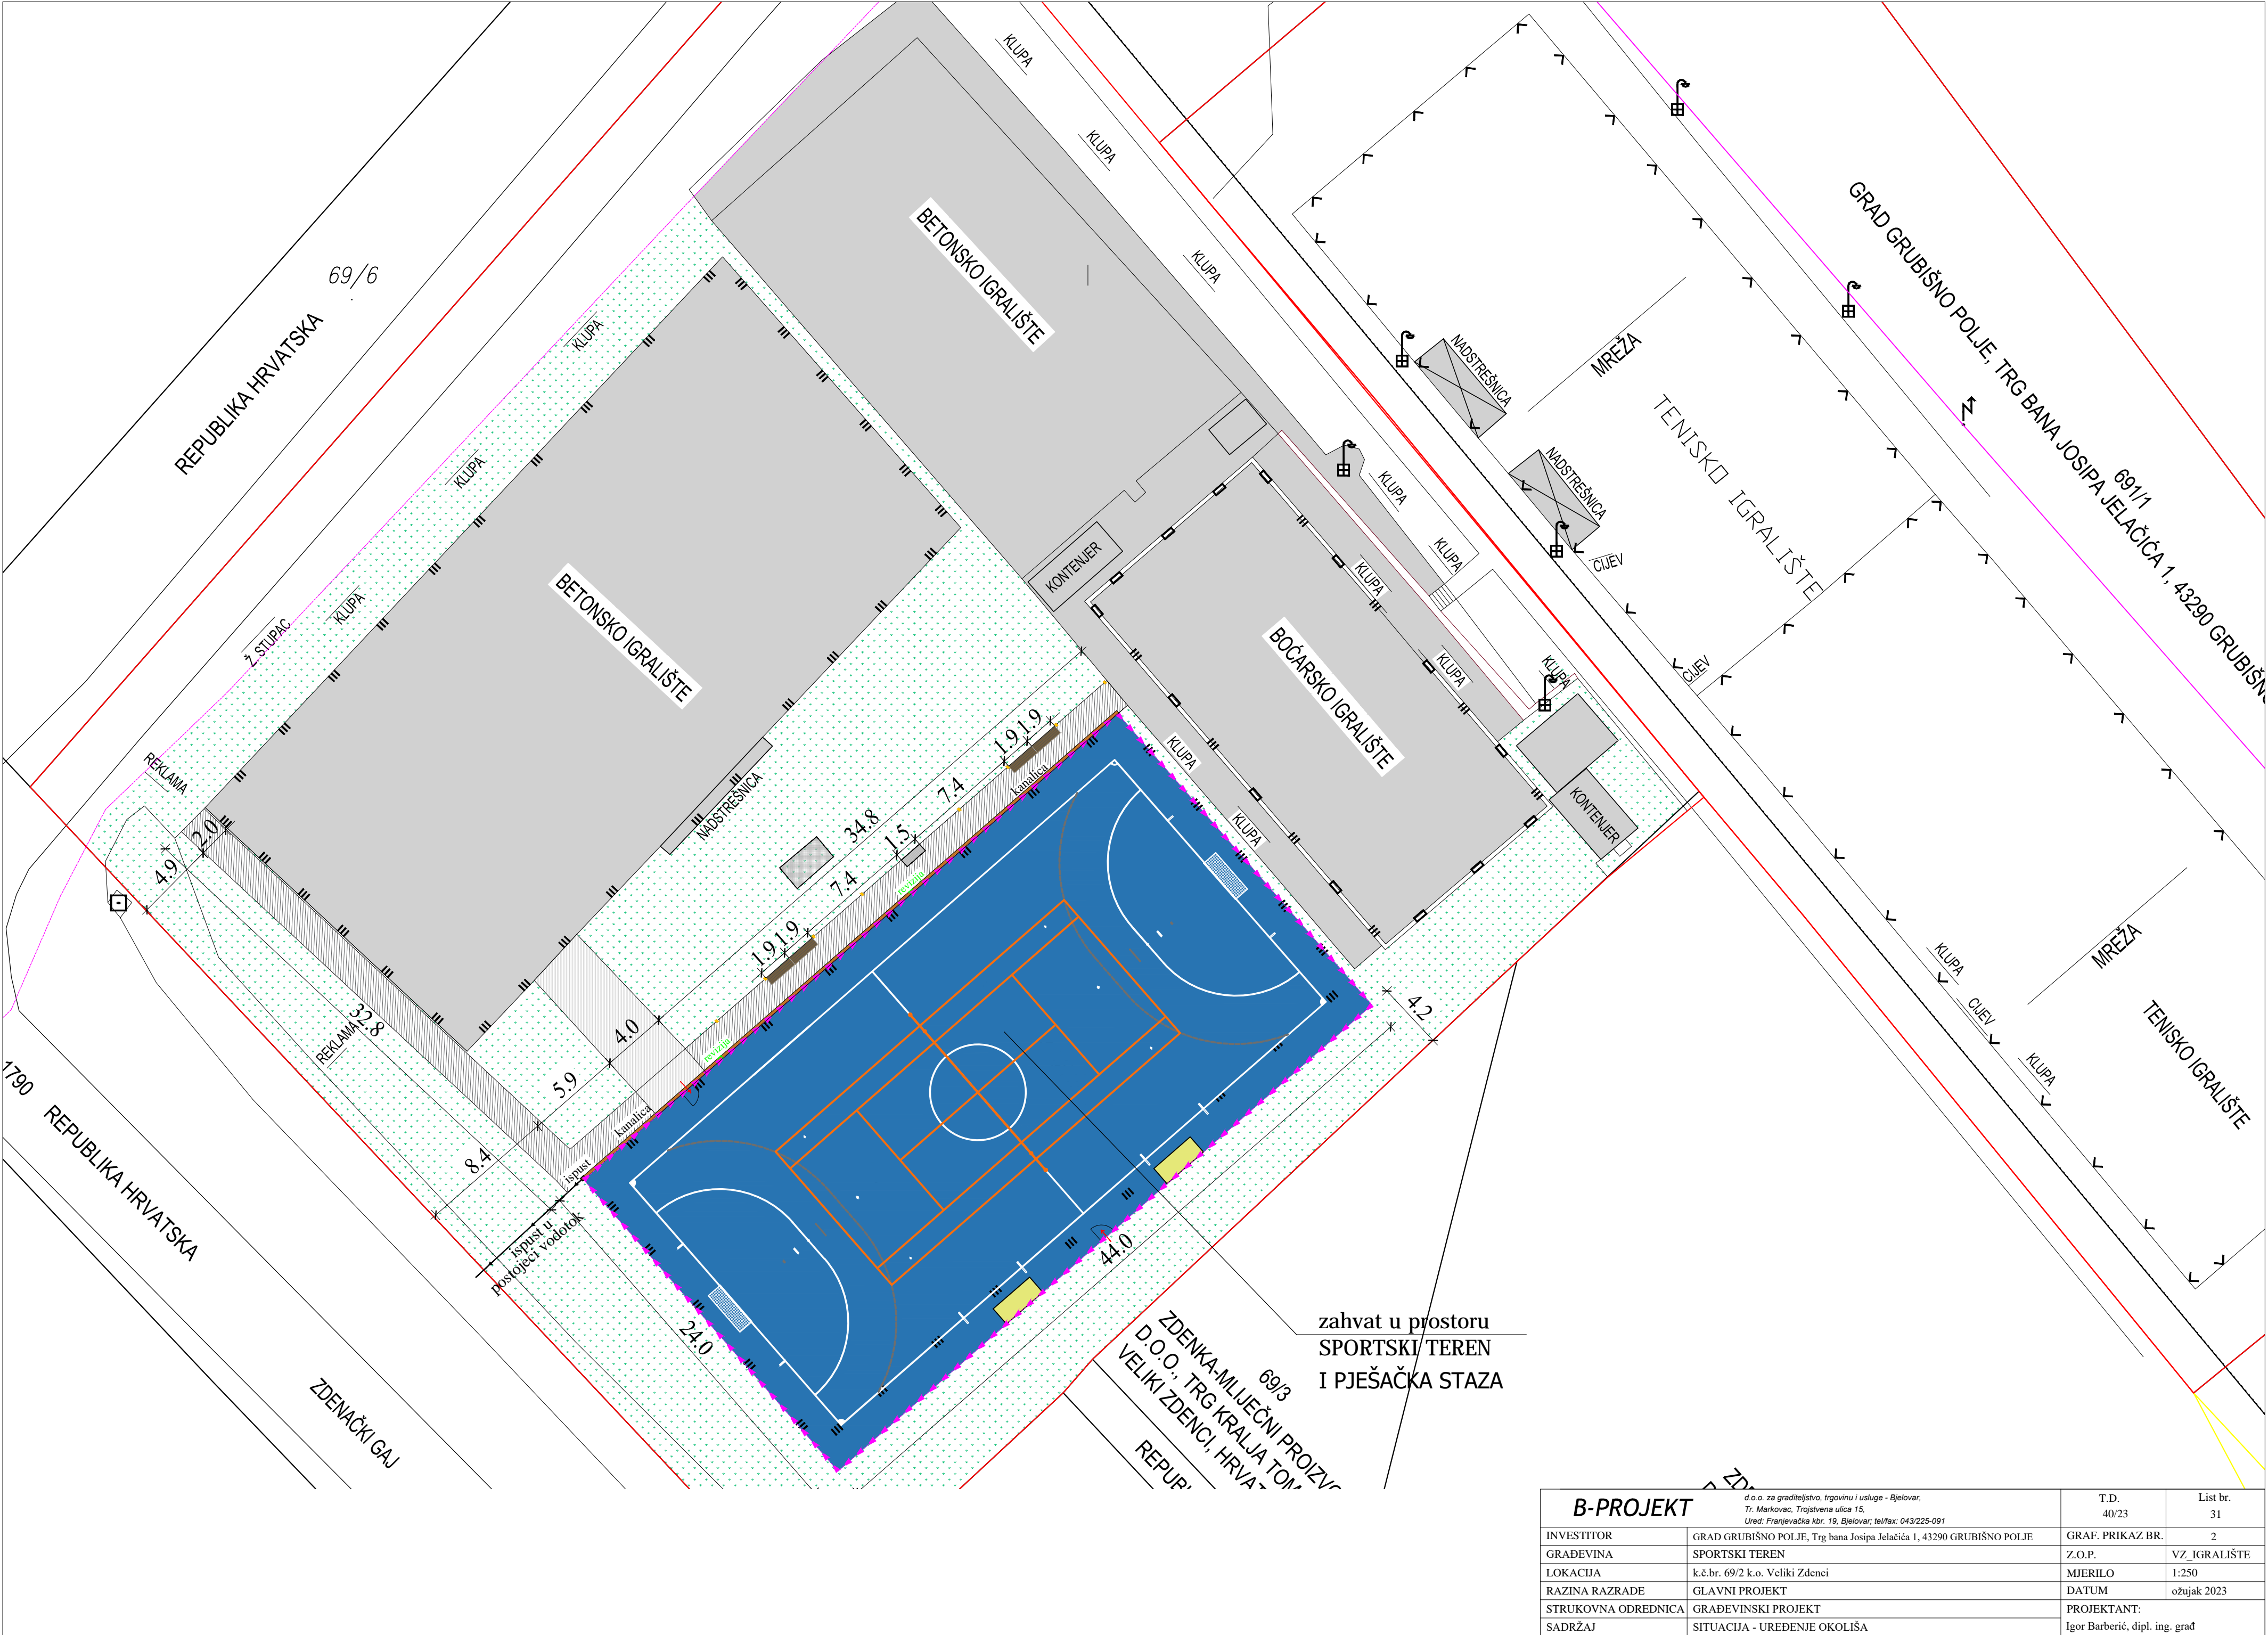 KLUPA
KLUPA
KLUPA
BETONSKO IGRALIŠTE
69/6
REPUBLIKA HRVATSKA
KLUPA
KLUPA
KLUPA
Ž. STUPAC
REKLAMA
BETONSKO IGRALIŠTE
NADSTREŠNICA
KONTENJER
BOĆARSKO IGRALIŠTE
KLUPA
KLUPA
KLUPA
KLUPA
KLUPA
KLUPA
KLUPA
KONTENJER
NADSTREŠNICA
NADSTREŠNICA
CIJEV
CIJEV
MREŽA
TENISKO IGRALIŠTE
GRAD GRUBIŠNO POLJE, TRG BANA JOSIPA JELAČIĆA 1, 43290 GRUBIŠN
691/1
KLUPA
CIJEV
KLUPA
MREŽA
TENISKO IGRALIŠTE
2.0
4.9
32.8
REKLAMA
8.4
5.9
4.0
34.8
1.9
1.9
7.4
1.5
7.4
1.9
1.9
kanalica
revizija
revizija
kanalica
ispust
ispust u
postojeći vodotok
24.0
44.0
4.2
1790
REPUBLIKA HRVATSKA
ZDENAČKI GAJ
69/3
ZDENKA-MLIJEČNI PROIZVO
D.O.O., TRG KRALJA TOM
VELIKI ZDENCI, HRVAT
REPUB
zahvat u prostoru
SPORTSKI TEREN
I PJEŠAČKA STAZA
B-PROJEKT
d.o.o. za graditeljstvo, trgovinu i usluge - Bjelovar,
Tr. Markovac, Trojstvena ulica 15,
Ured: Franjevačka kbr. 19, Bjelovar; tel/fax: 043/225-091
T.D.
40/23
List br.
31
INVESTITOR GRAD GRUBIŠNO POLJE, Trg bana Josipa Jelačića 1, 43290 GRUBIŠNO POLJE
GRAF. PRIKAZ BR. 2
GRAĐEVINA SPORTSKI TEREN
Z.O.P. VZ_IGRALIŠTE
LOKACIJA k.č.br. 69/2 k.o. Veliki Zdenci
MJERILO 1:250
RAZINA RAZRADE GLAVNI PROJEKT
DATUM ožujak 2023
STRUKOVNA ODREDNICA GRAĐEVINSKI PROJEKT
PROJEKTANT:
SADRŽAJ SITUACIJA - UREĐENJE OKOLIŠA
Igor Barberić, dipl. ing. građ